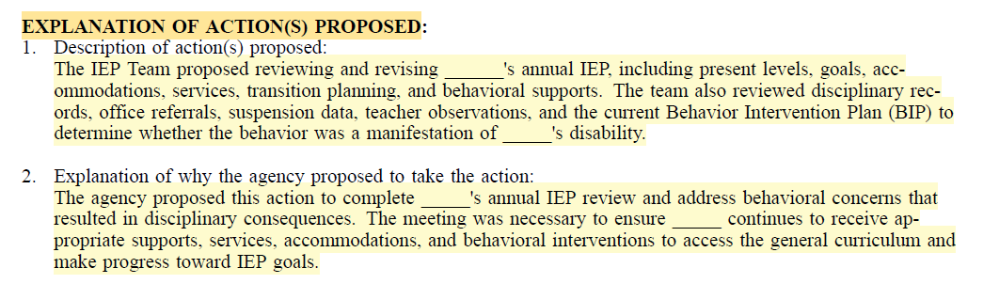 EXPLANATION OF ACTION(S) PROPOSED:
1. Description of action(s) proposed:
The IEP Team proposed reviewing and revising ______'s annual IEP, including present levels, goals, acc-
ommodations, services, transition planning, and behavioral supports. The team also reviewed disciplinary rec-
ords, office referrals, suspension data, teacher observations, and the current Behavior Intervention Plan (BIP) to
determine whether the behavior was a manifestation of _____'s disability.
2. Explanation of why the agency proposed to take the action:
The agency proposed this action to complete _____'s annual IEP review and address behavioral concerns that
resulted in disciplinary consequences. The meeting was necessary to ensure _____ continues to receive ap-
propriate supports, services, accommodations, and behavioral interventions to access the general curriculum and
make progress toward IEP goals.